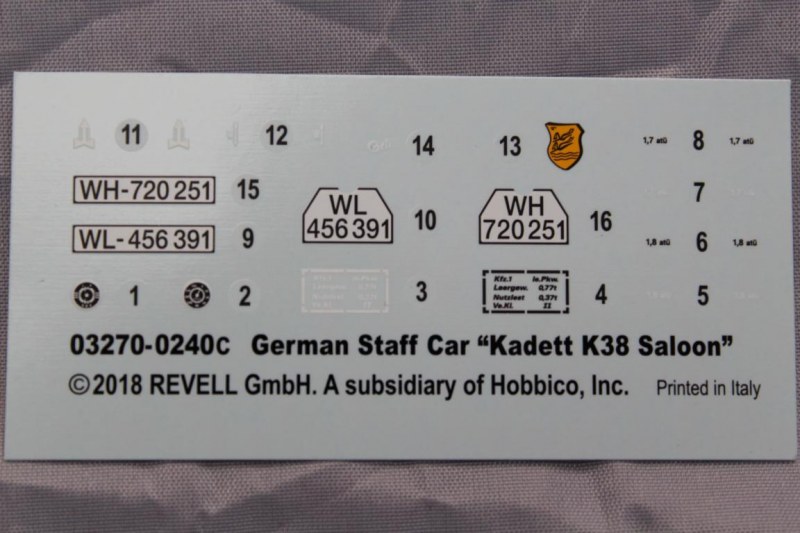 11 12 14 13 1,7 atü 8 1,7 atü
WH-720 251 15
WL 456 391 10
WH 720 251 16
7
WL-456 391 9
1,8 atü 6 1,8 atü
1 2 3
Kfz.1 le.Pkw.
Leergew. 0,77t
Nutzlast 0,37t
Ve.Kl. II
4 5
03270-0240C German Staff Car “Kadett K38 Saloon”
©2018 REVELL GmbH. A subsidiary of Hobbico, Inc. Printed in Italy